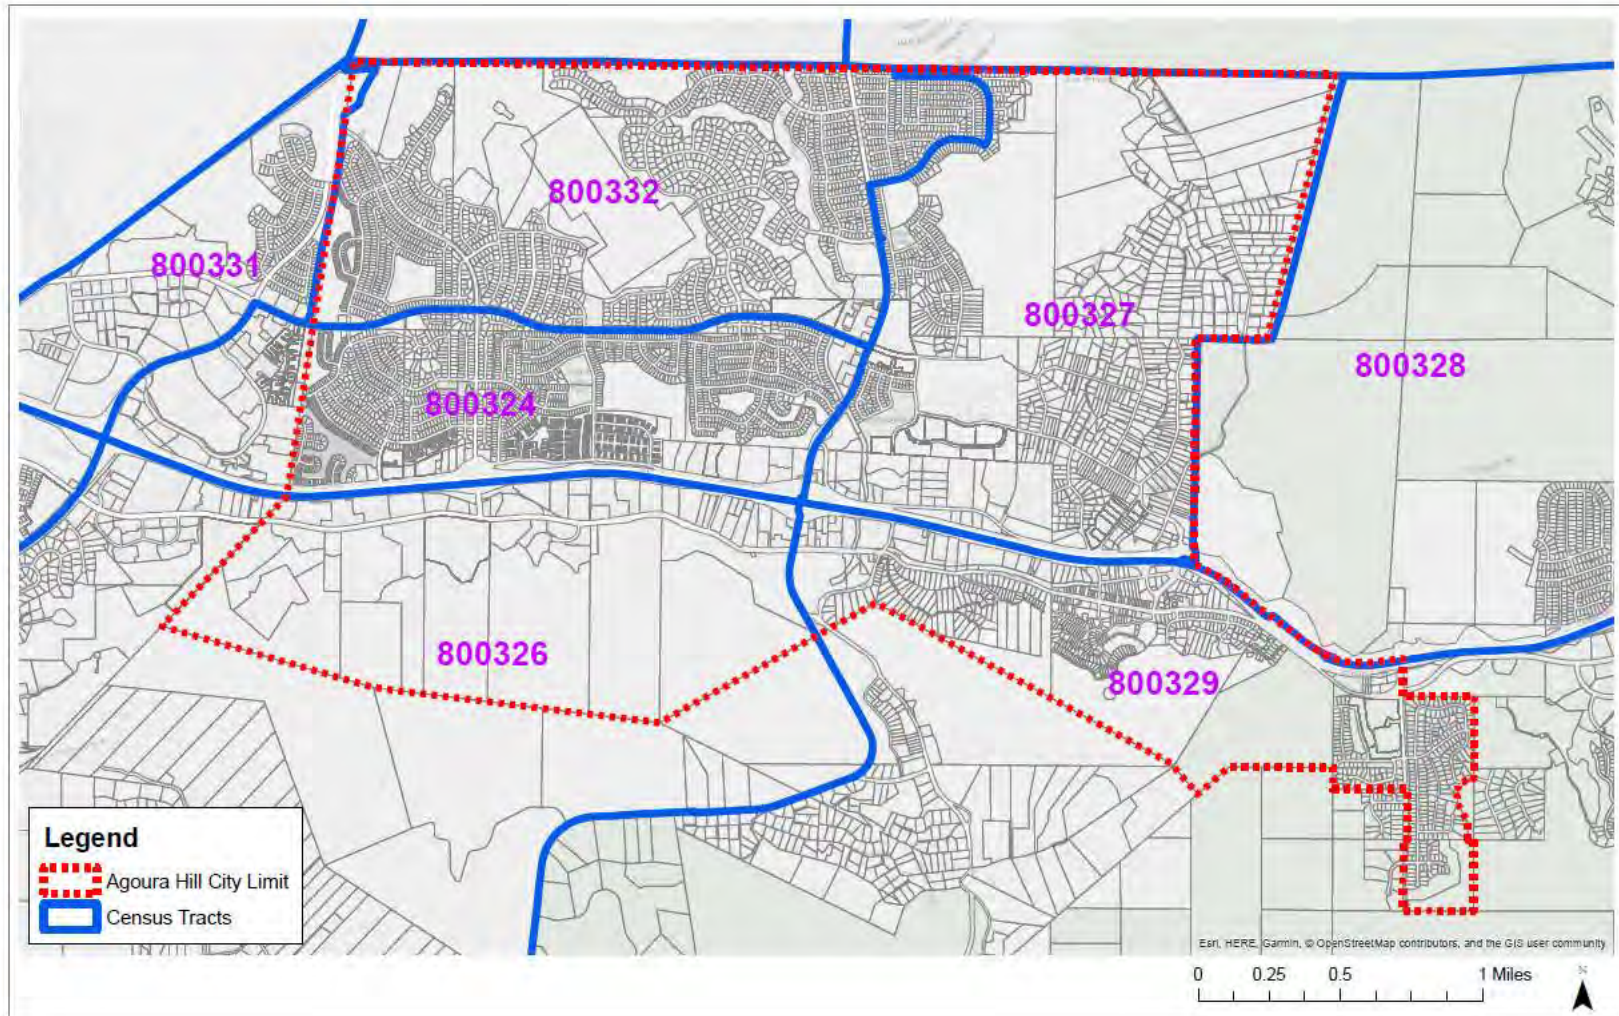 800332
800331
800327
800328
800324
800326
800329
Legend
Agoura Hill City Limit
Census Tracts
Esri, HERE, Garmin, © OpenStreetMap contributors, and the GIS user community
0 0.25 0.5 1 Miles
N